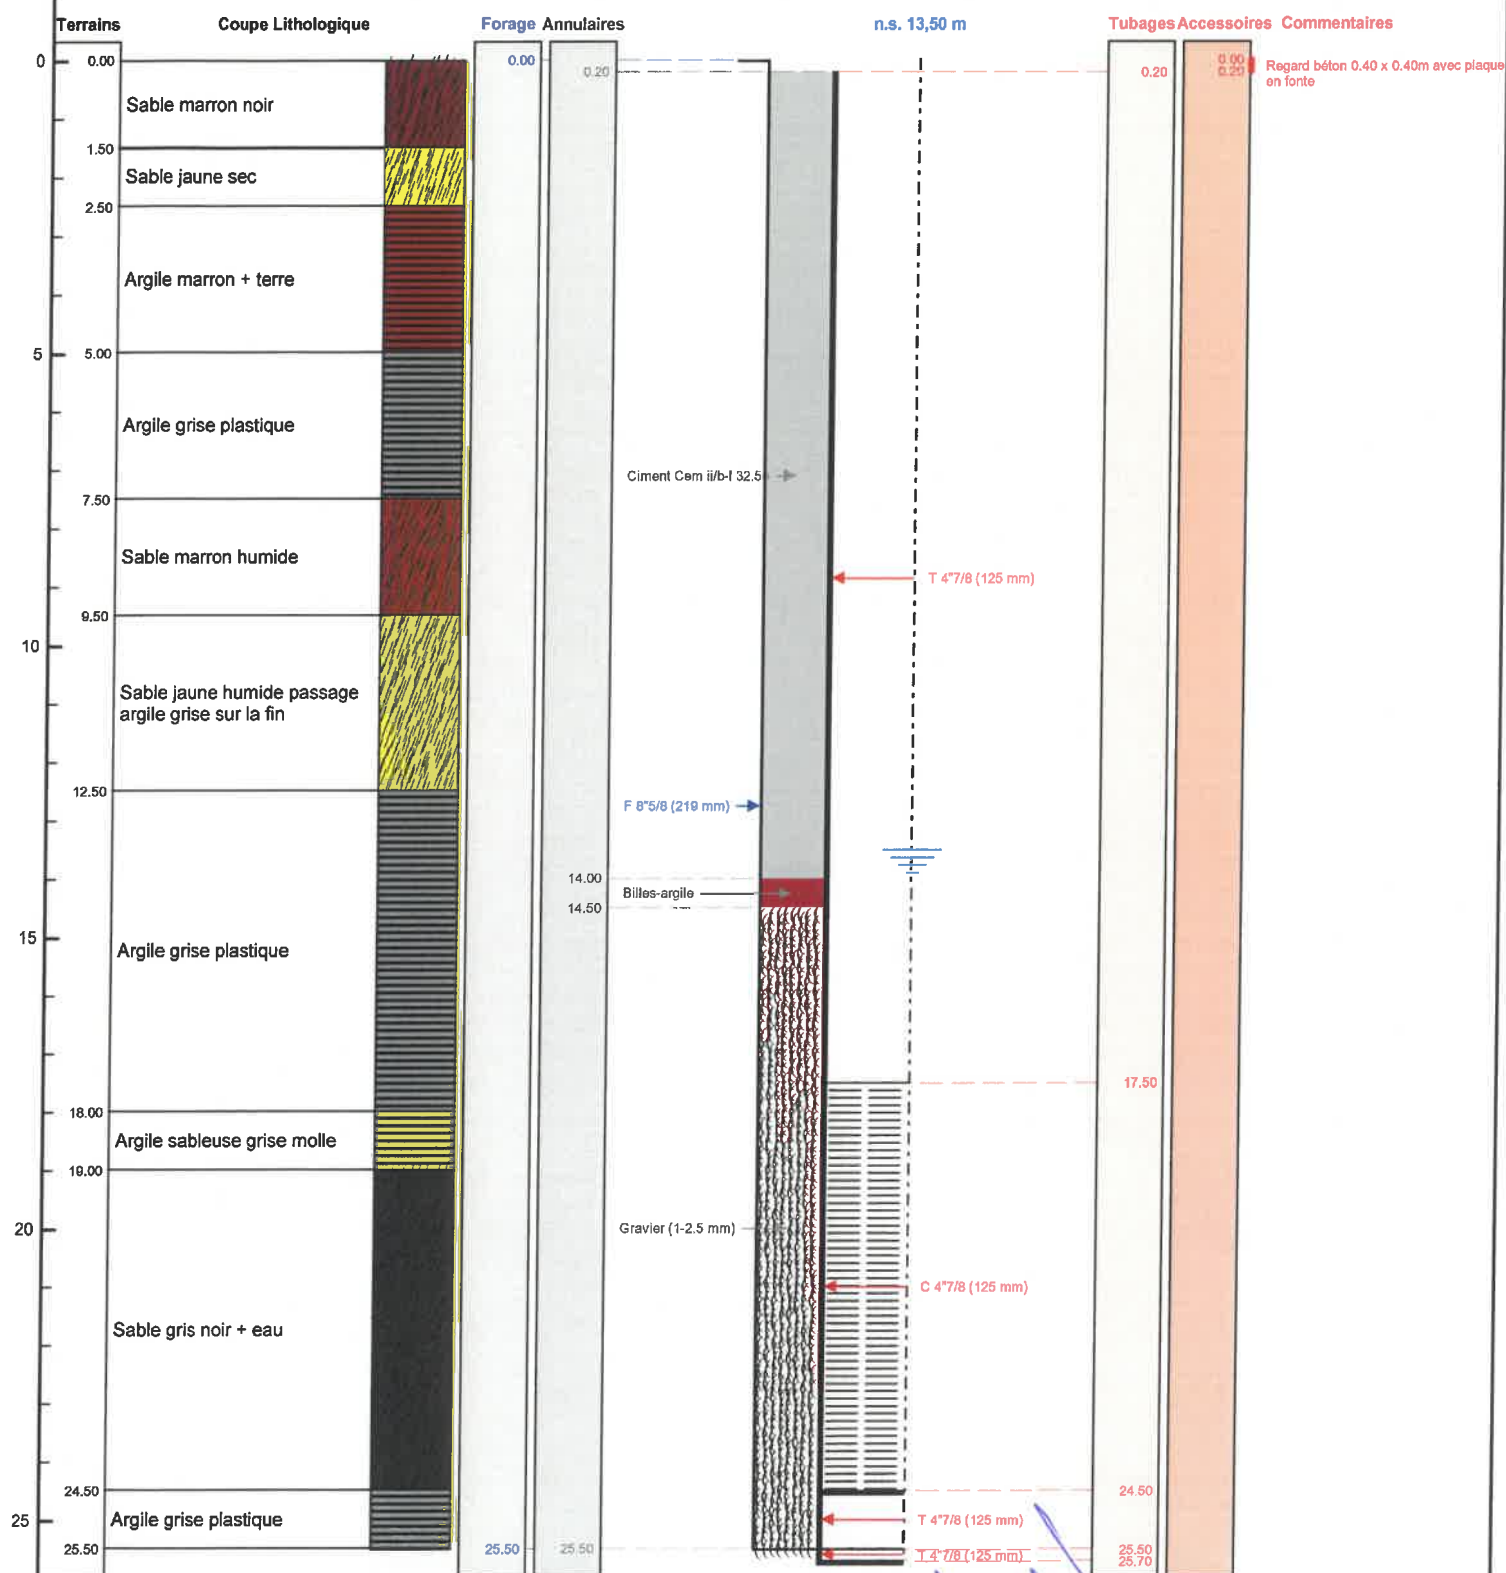 Terrains Coupe Lithologique Forage Annulaires n.s. 13,50 m Tubages Accessoires Commentaires
0 0.00 0.00 0.00
0.20 0.20 0.20 Regard béton 0.40 x 0.40m avec plaque
en fonte
Sable marron noir
1.50
Sable jaune sec
2.50
Argile marron + terre
5 5.00
Argile grise plastique
Ciment Cem ii/b-l 32.5
7.50
Sable marron humide
T 4"7/8 (125 mm)
9.50
10
Sable jaune humide passage
argile grise sur la fin
12.50
F 8"5/8 (219 mm)
14.00
Billes-argile
14.50
15
Argile grise plastique
17.50
18.00
Argile sableuse grise molle
19.00
20
Gravier (1-2.5 mm)
C 4"7/8 (125 mm)
Sable gris noir + eau
24.50 24.50
25 Argile grise plastique T 4"7/8 (125 mm)
25.50 25.50 25.50 25.50
T 4"7/8 (125 mm) 25.70